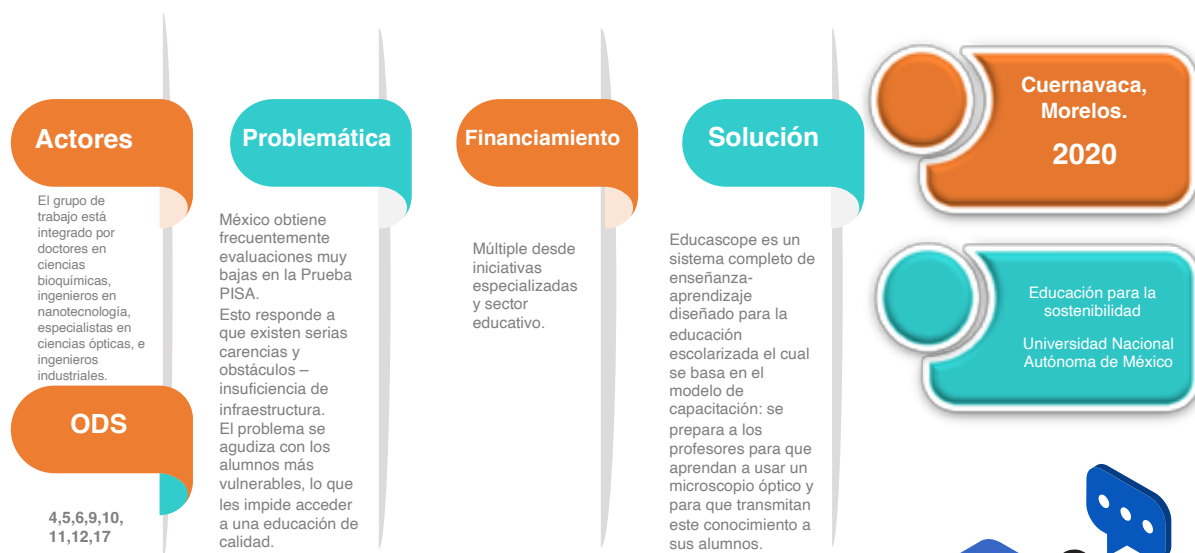 Actores
El grupo de
trabajo está
integrado por
doctores en
ciencias
bioquímicas,
ingenieros en
nanotecnología,
especialistas en
ciencias ópticas, e
ingenieros
industriales.
ODS
4,5,6,9,10,
11,12,17
Problemática
México obtiene
frecuentemente
evaluaciones muy
bajas en la Prueba
PISA.
Esto responde a
que existen serias
carencias y
obstáculos –
insuficiencia de
infraestructura.
El problema se
agudiza con los
alumnos más
vulnerables, lo que
les impide acceder
a una educación de
calidad.
Financiamiento
Múltiple desde
iniciativas
especializadas
y sector
educativo.
Solución
Educascope es un
sistema completo de
enseñanza-
aprendizaje
diseñado para la
educación
escolarizada el cual
se basa en el
modelo de
capacitación: se
prepara a los
profesores para que
aprendan a usar un
microscopio óptico y
para que transmitan
este conocimiento a
sus alumnos.
Cuernavaca,
Morelos.
2020
Educación para la
sostenibilidad
Universidad Nacional
Autónoma de México